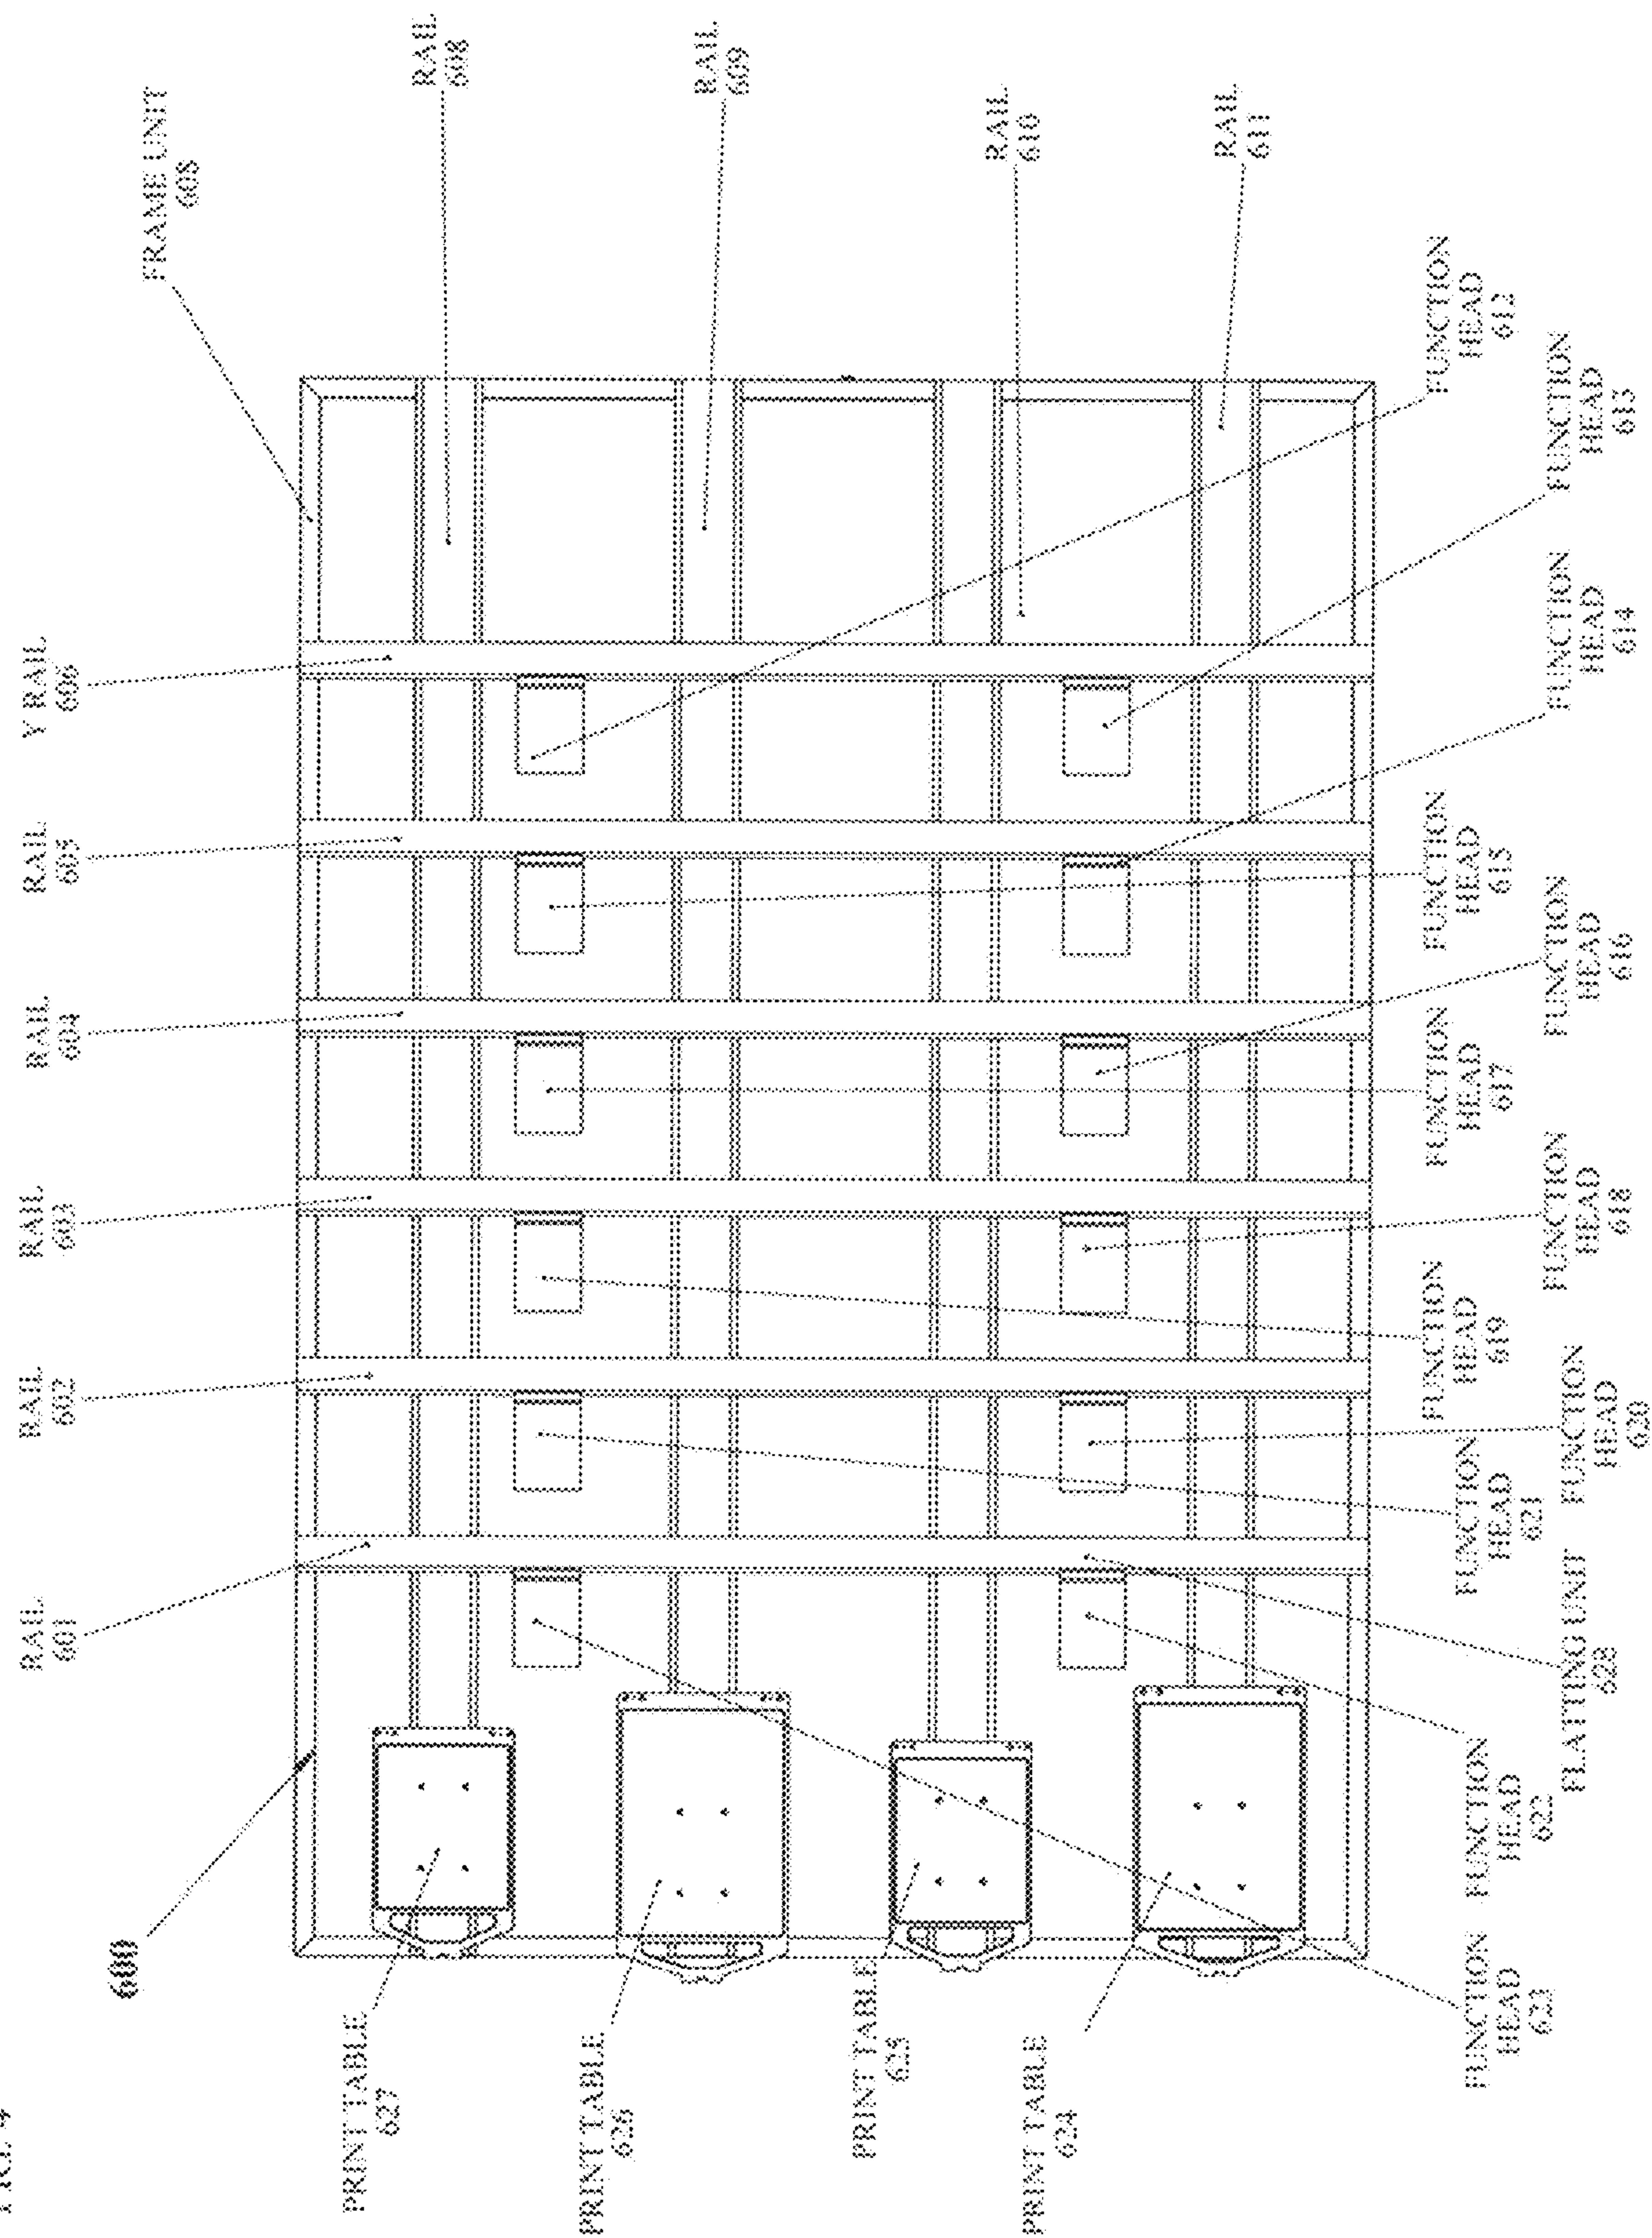 FIG. 4
RAIL
601
RAIL
602
RAIL
603
RAIL
604
RAIL
605
Y RAIL
606
600
FRAME UNIT
PRINT TABLE
627
RAIL
608
PRINT TABLE
626
RAIL
609
PRINT TABLE
625
RAIL
610
PRINT TABLE
624
RAIL
611
FUNCTION
HEAD
623
FUNCTION
HEAD
622
FLATTING UNIT
628
FUNCTION
HEAD
621
FUNCTION
HEAD
620
FUNCTION
HEAD
619
FUNCTION
HEAD
618
FUNCTION
HEAD
617
FUNCTION
HEAD
616
FUNCTION
HEAD
615
FUNCTION
HEAD
614
FUNCTION
HEAD
613
FUNCTION
HEAD
612